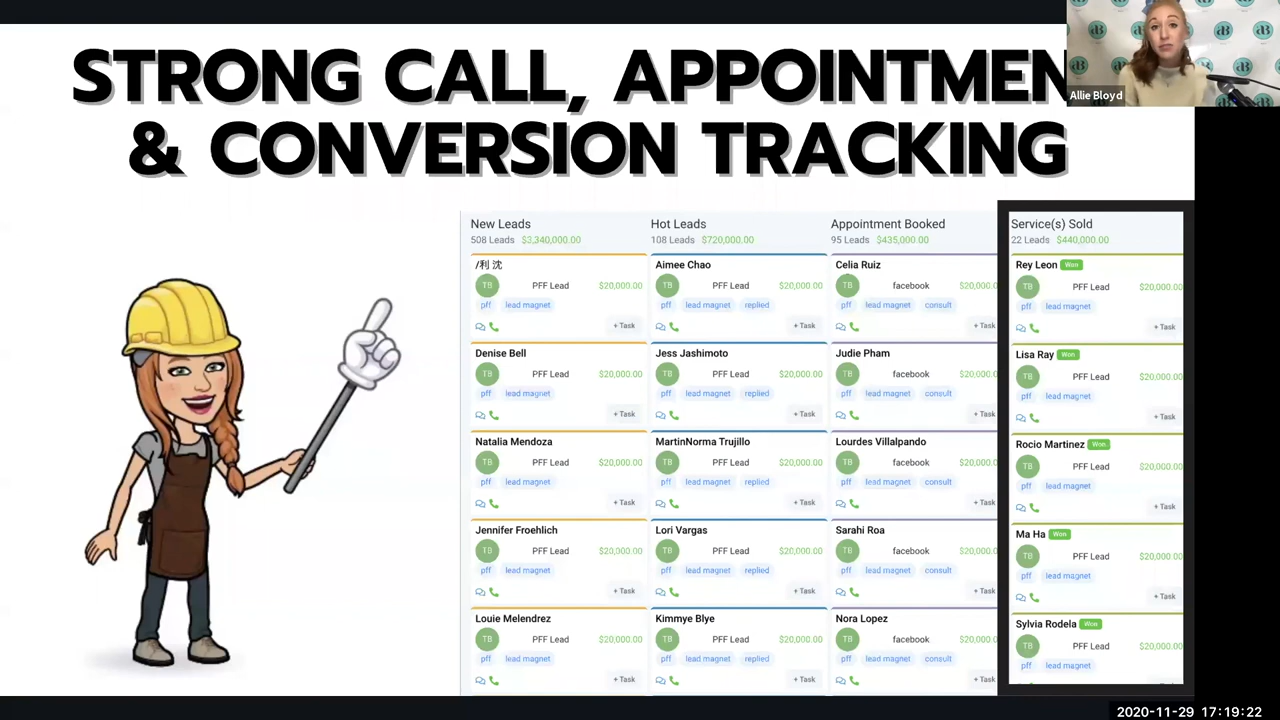 STRONG CALL, APPOINTMEN
& CONVERSION TRACKING
Allie Bloyd
New Leads
508 Leads $3,340,000.00
/利 沈
TB PFF Lead $20,000.00
pff lead magnet
+ Task
Denise Bell
TB PFF Lead $20,000.00
pff lead magnet
+ Task
Natalia Mendoza
TB PFF Lead $20,000.00
pff lead magnet
+ Task
Jennifer Froehlich
TB PFF Lead $20,000.00
pff lead magnet
+ Task
Louie Melendrez
TB PFF Lead $20,000.00
pff lead magnet
+ Task
Hot Leads
108 Leads $720,000.00
Aimee Chao
TB PFF Lead $20,000.00
pff lead magnet replied
+ Task
Jess Jashimoto
TB PFF Lead $20,000.00
pff lead magnet replied
+ Task
MartinNorma Trujillo
TB PFF Lead $20,000.00
pff lead magnet replied
+ Task
Lori Vargas
TB PFF Lead $20,000.00
pff lead magnet replied
+ Task
Kimmye Blye
TB PFF Lead $20,000.00
pff lead magnet replied
+ Task
Appointment Booked
95 Leads $435,000.00
Celia Ruiz
TB facebook $20,000.0
pff lead magnet consult
+ Task
Judie Pham
TB facebook $20,000.0
pff lead magnet consult
+ Task
Lourdes Villalpando
TB facebook $20,000.0
pff lead magnet consult
+ Task
Sarahi Roa
TB facebook $20,000.0
pff lead magnet consult
+ Task
Nora Lopez
TB facebook $20,000.0
pff lead magnet consult
+ Task
Service(s) Sold
22 Leads $440,000.00
Rey Leon Won
TB PFF Lead $20,000.00
pff lead magnet
+ Task
Lisa Ray Won
TB PFF Lead $20,000.00
pff lead magnet
+ Task
Rocio Martinez Won
TB PFF Lead $20,000.00
pff lead magnet
+ Task
Ma Ha Won
TB PFF Lead $20,000.00
pff lead magnet
+ Task
Sylvia Rodela Won
TB PFF Lead $20,000.00
pff lead magnet
2020-11-29 17:19:22